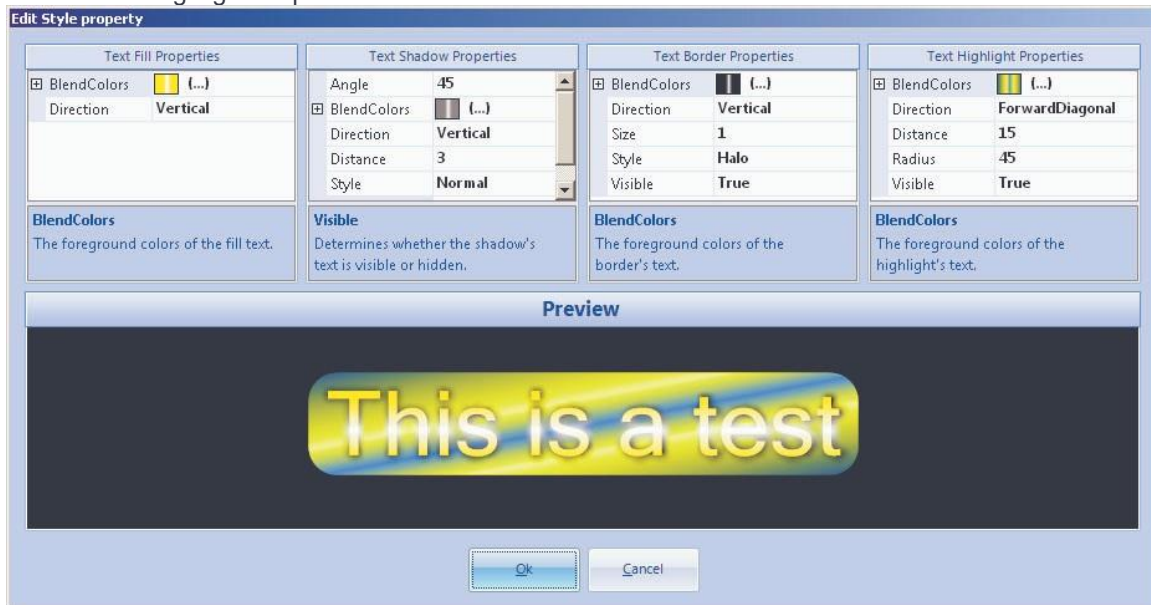 Edit Style property
Text Fill Properties
BlendColors (...)
Direction Vertical
BlendColors
The foreground colors of the fill text.
Text Shadow Properties
Angle 45
BlendColors (...)
Direction Vertical
Distance 3
Style Normal
Visible
Determines whether the shadow's
text is visible or hidden.
Text Border Properties
BlendColors (...)
Direction Vertical
Size 1
Style Halo
Visible True
BlendColors
The foreground colors of the
border's text.
Text Highlight Properties
BlendColors (...)
Direction ForwardDiagonal
Distance 15
Radius 45
Visible True
BlendColors
The foreground colors of the
highlight's text.
Preview
This is a test
Ok
Cancel